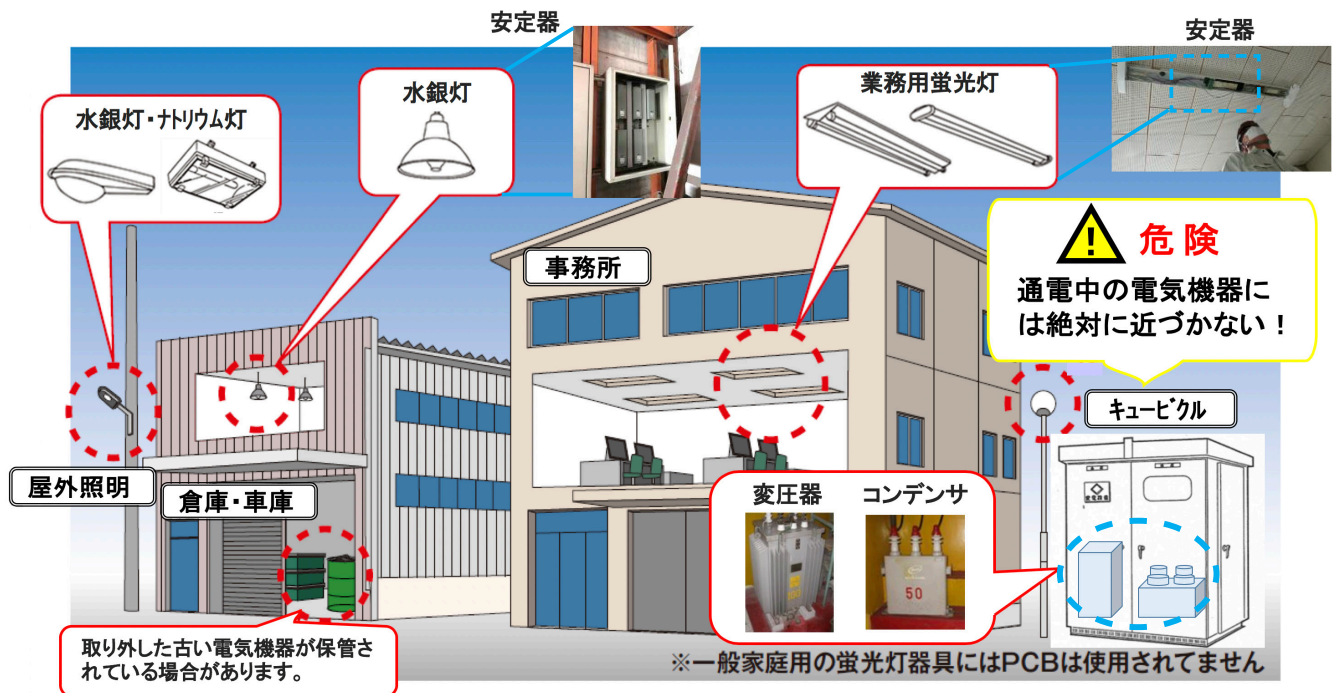 安定器
安定器
水銀灯・ナトリウム灯
水銀灯
業務用蛍光灯
危険
通電中の電気機器に
は絶対に近づかない！
事務所
キュービクル
屋外照明
倉庫・車庫
変圧器
コンデンサ
50
取り外した古い電気機器が保管さ
れている場合があります。
※一般家庭用の蛍光灯器具にはPCBは使用されてません